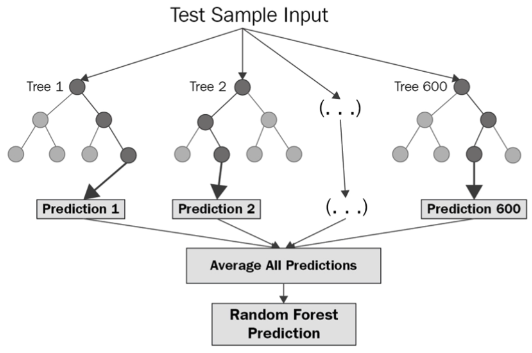 Test Sample Input
Tree 1
Tree 2
(. . .)
Tree 600
Prediction 1
Prediction 2
(. . .)
Prediction 600
Average All Predictions
Random Forest
Prediction